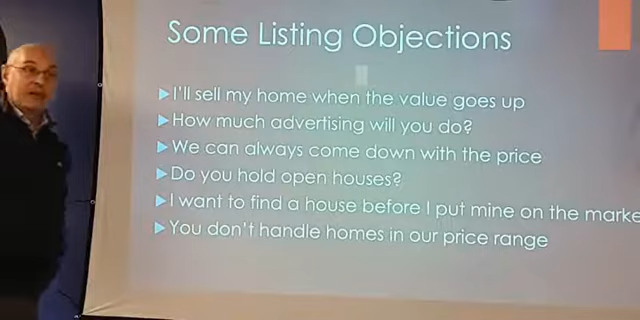 Some Listing Objections
I'll sell my home when the value goes up
How much advertising will you do?
We can always come down with the price
Do you hold open houses?
I want to find a house before I put mine on the marke
You don't handle homes in our price range